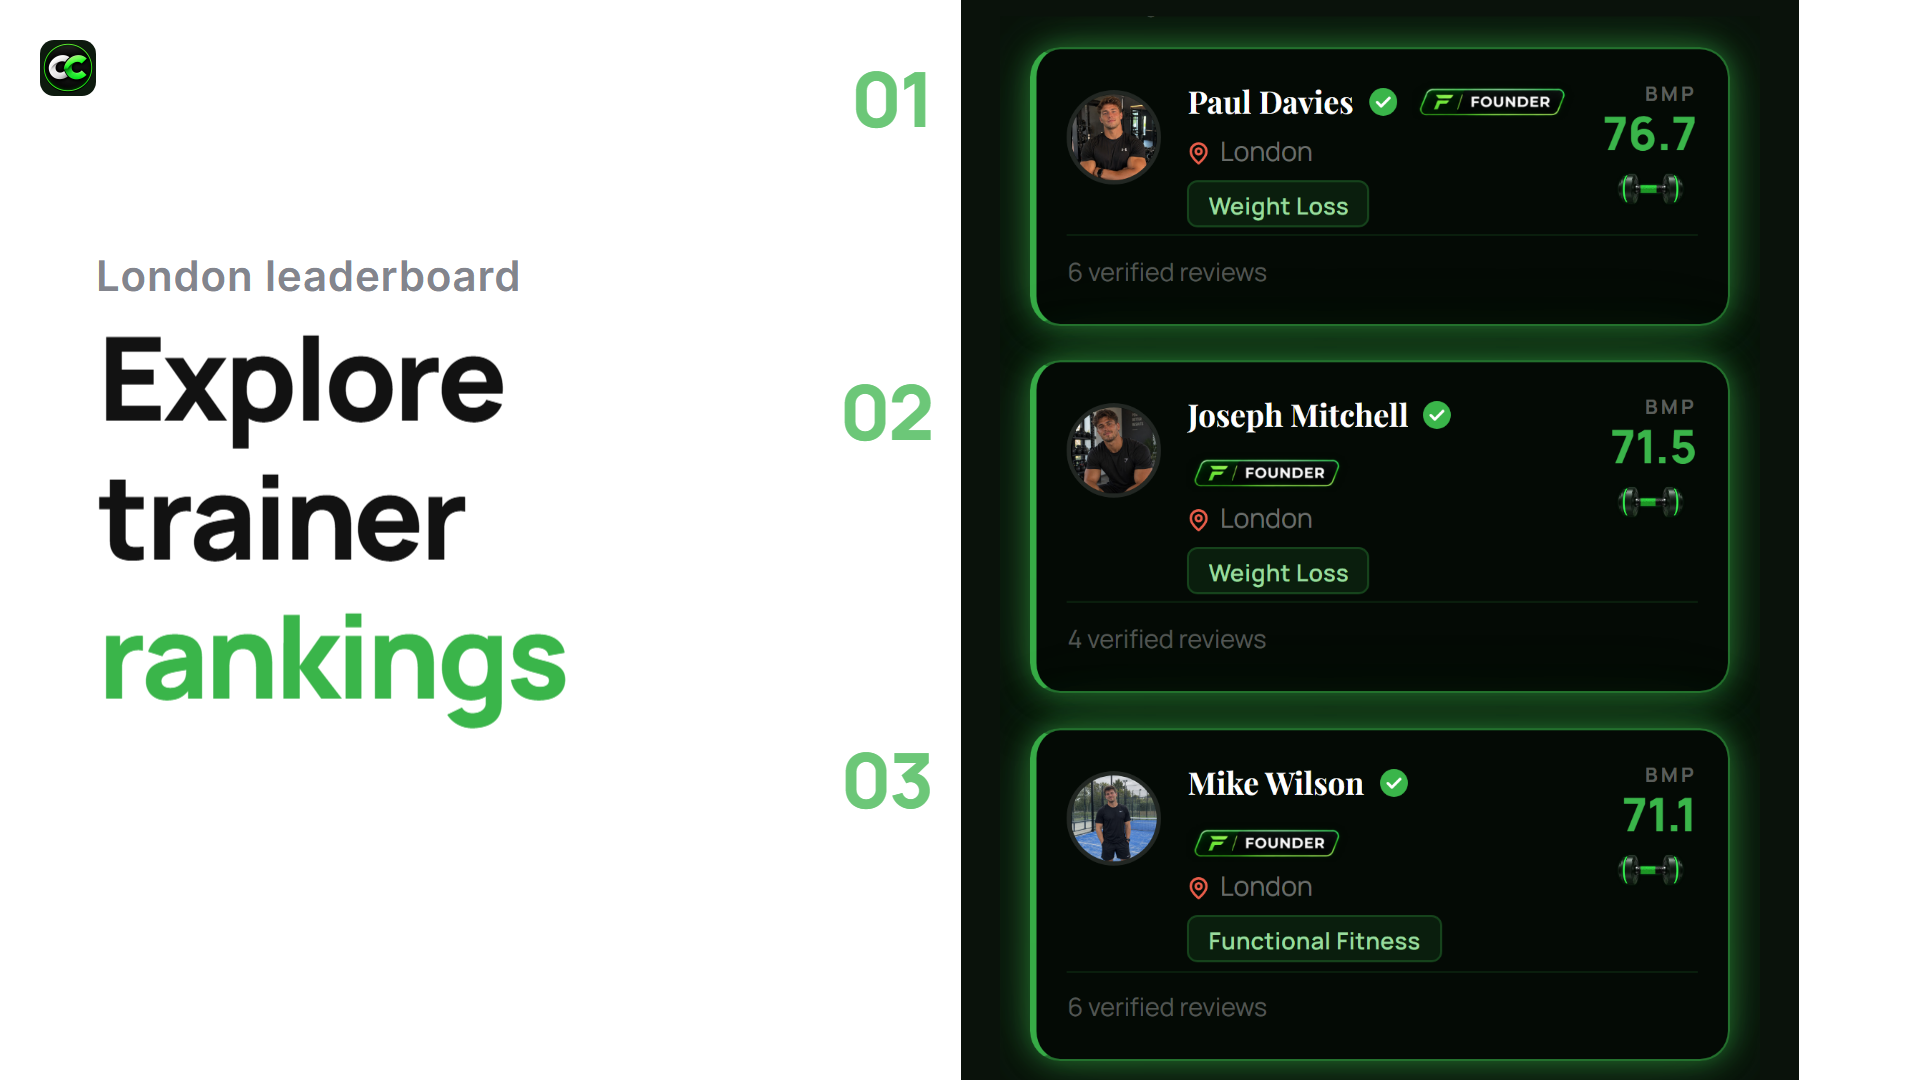 CC
London leaderboard
Explore
trainer
rankings
01
Paul Davies
F / FOUNDER
BMP
76.7
London
Weight Loss
6 verified reviews
02
Joseph Mitchell
BMP
71.5
F / FOUNDER
London
Weight Loss
4 verified reviews
03
Mike Wilson
BMP
71.1
F / FOUNDER
London
Functional Fitness
6 verified reviews